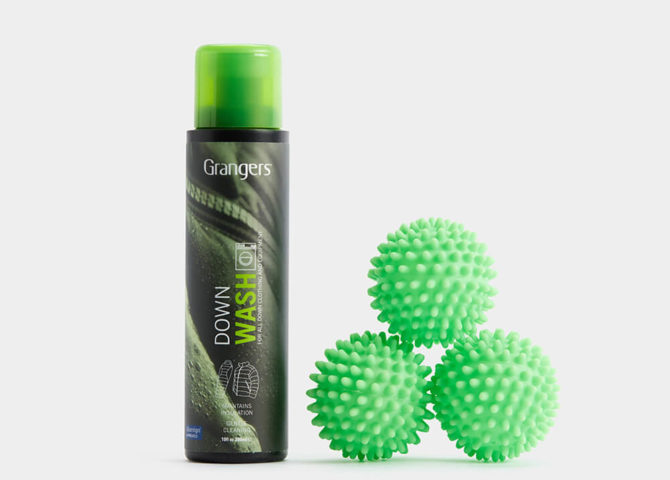 Grangers
DOWN
WASH
FOR ALL DOWN CLOTHING AND EQUIPMENT
MAINTAINS
INSULATION
GENTLE
CLEANING